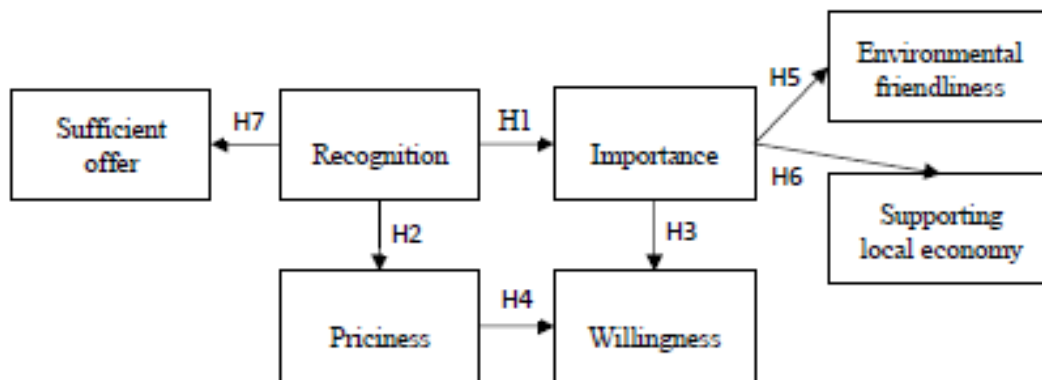 Environmental
friendliness
H5
Sufficient
offer
H7
Recognition
H1
Importance
H6
Supporting
local economy
H2
H3
Priciness
H4
Willingness